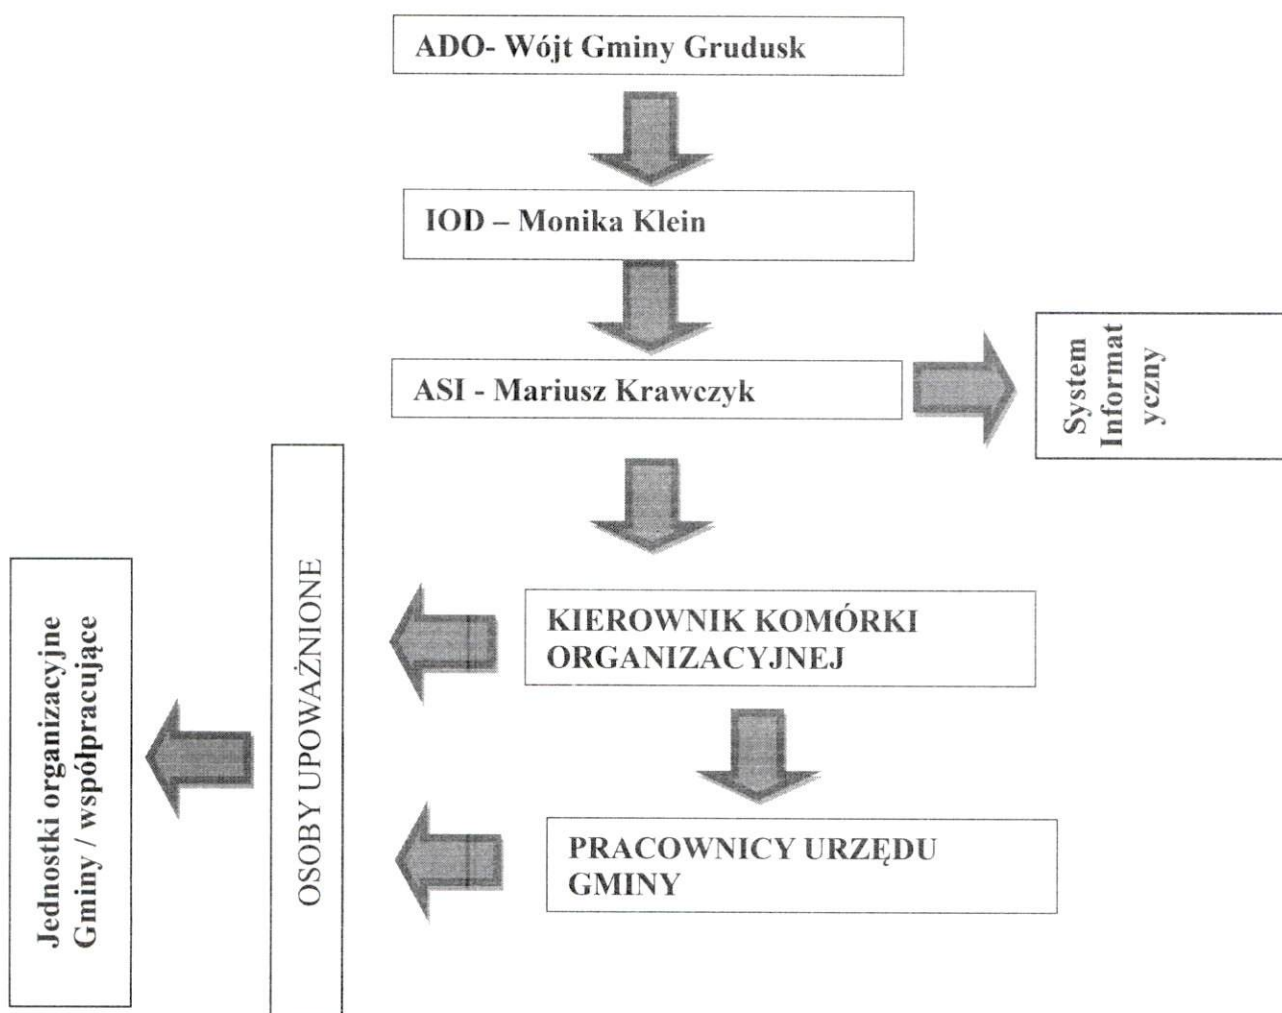 ADO- Wójt Gminy Grudusk
IOD – Monika Klein
ASI - Mariusz Krawczyk
System
Informat
yczny
KIEROWNIK KOMÓRKI
ORGANIZACYJNEJ
OSOBY UPOWAŻNIONE
Jednostki organizacyjne
Gminy / współpracujące
PRACOWNICY URZĘDU
GMINY